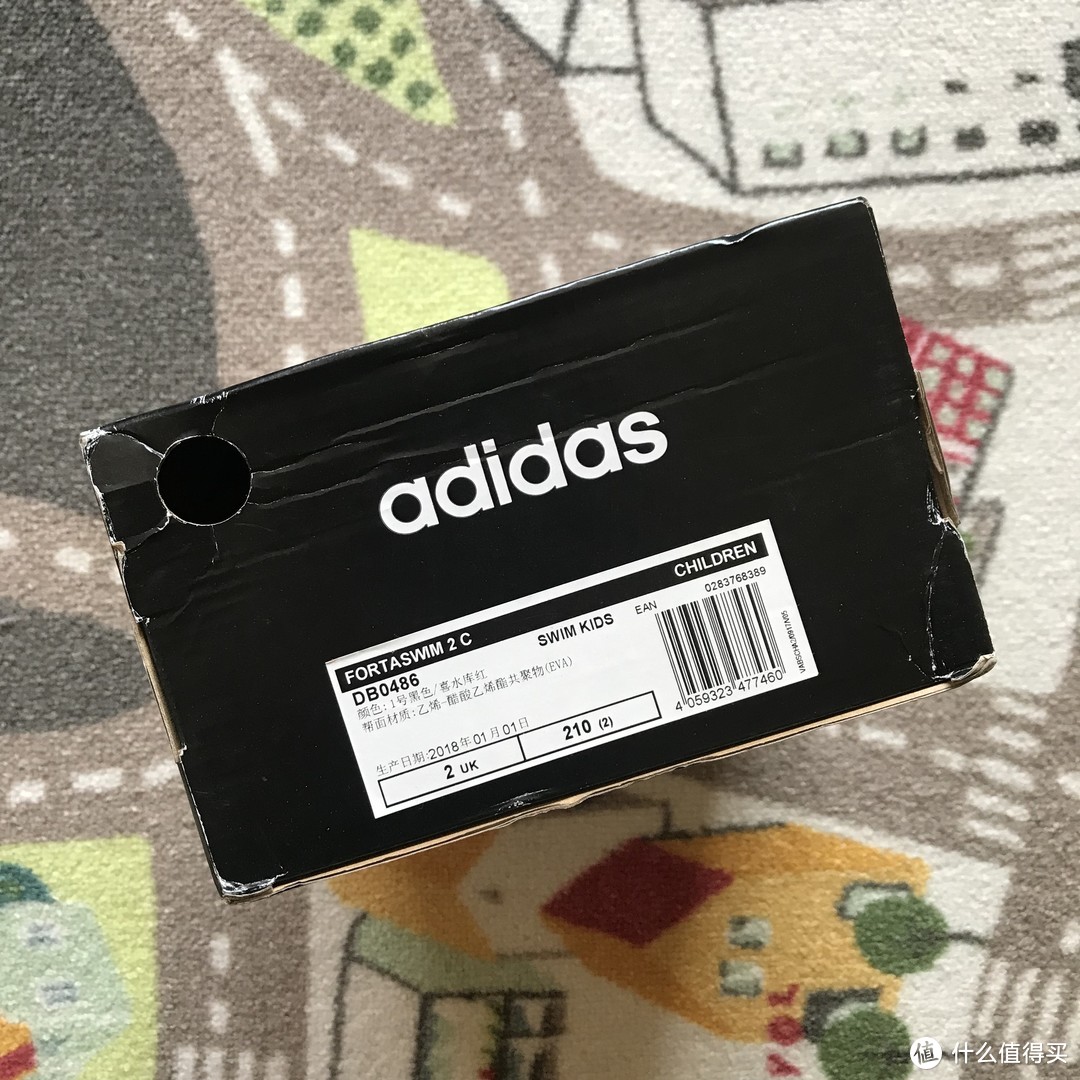 adidas
CHILDREN
FORTASWIM 2 C
SWIM KIDS
EAN
0283768389
DB0486
颜色:1号黑色/喜水库红
帮面材质:乙烯-醋酸乙烯酯共聚物(EVA)
生产日期:2018年01月01日
2 UK
210 (2)
4 059323 477460
VOL
值 什么值得买